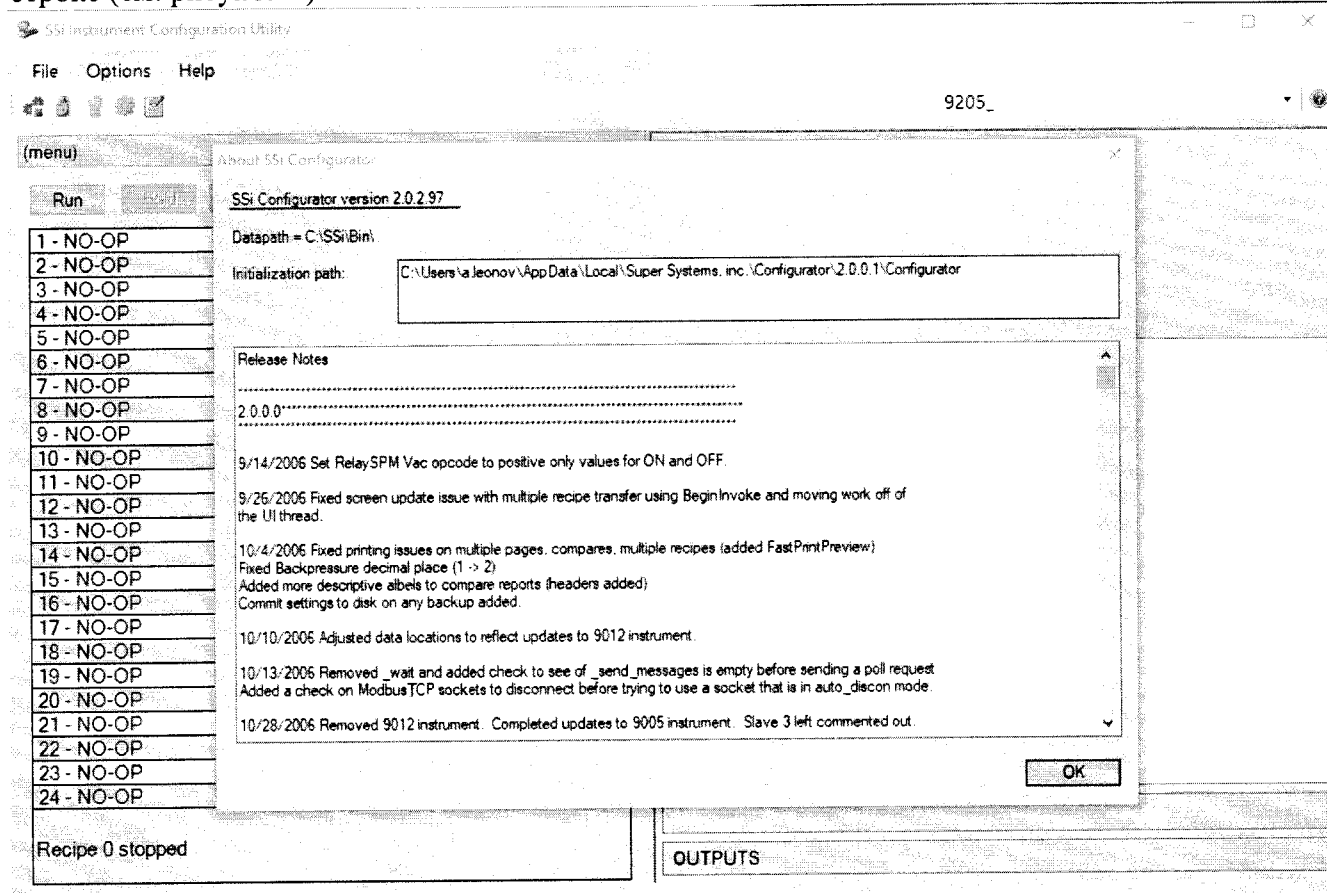 SSi Instrument Configuration Utility
File Options Help
9205_
(menu)
Run Hold
1 - NO-OP
2 - NO-OP
3 - NO-OP
4 - NO-OP
5 - NO-OP
6 - NO-OP
7 - NO-OP
8 - NO-OP
9 - NO-OP
10 - NO-OP
11 - NO-OP
12 - NO-OP
13 - NO-OP
14 - NO-OP
15 - NO-OP
16 - NO-OP
17 - NO-OP
18 - NO-OP
19 - NO-OP
20 - NO-OP
21 - NO-OP
22 - NO-OP
23 - NO-OP
24 - NO-OP
Recipe 0 stopped
About SSi Configurator
SSi Configurator version 2.0.2.97
Datapath = C:\SSi\Bin\
Initialization path: C:\Users\a.leonov\AppData\Local\Super Systems, inc.\Configurator\2.0.0.1\Configurator
Release Notes
2.0.0.0
9/14/2006 Set RelaySPM Vac opcode to positive only values for ON and OFF.
9/26/2006 Fixed screen update issue with multiple recipe transfer using BeginInvoke and moving work off of
the UI thread.
10/4/2006 Fixed printing issues on multiple pages, compares, multiple recipes (added FastPrintPreview)
Fixed Backpressure decimal place (1 -> 2)
Added more descriptive albels to compare reports (headers added)
Commit settings to disk on any backup added.
10/10/2006 Adjusted data locations to reflect updates to 9012 instrument.
10/13/2006 Removed _wait and added check to see of _send_messages is empty before sending a poll request
Added a check on ModbusTCP sockets to disconnect before trying to use a socket that is in auto_discon mode.
10/28/2006 Removed 9012 instrument. Completed updates to 9005 instrument. Slave 3 left commented out.
OK
OUTPUTS